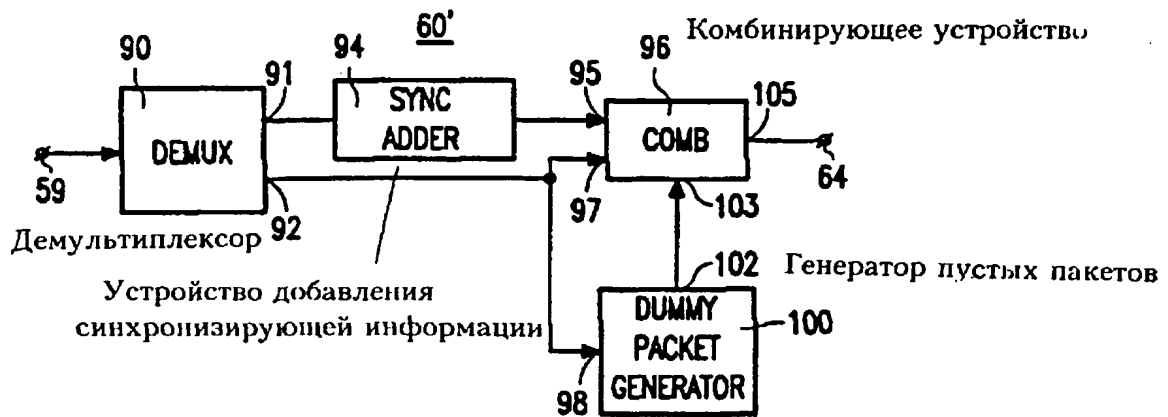 60'
Комбинирующее устройство
90
91
94
SYNC
ADDER
95
96
105
DEMUX
COMB
59
92
97
103
64
Демультиплексор
102
Генератор пустых пакетов
Устройство добавления
синхронизирующей информации
DUMMY
PACKET
GENERATOR
100
98